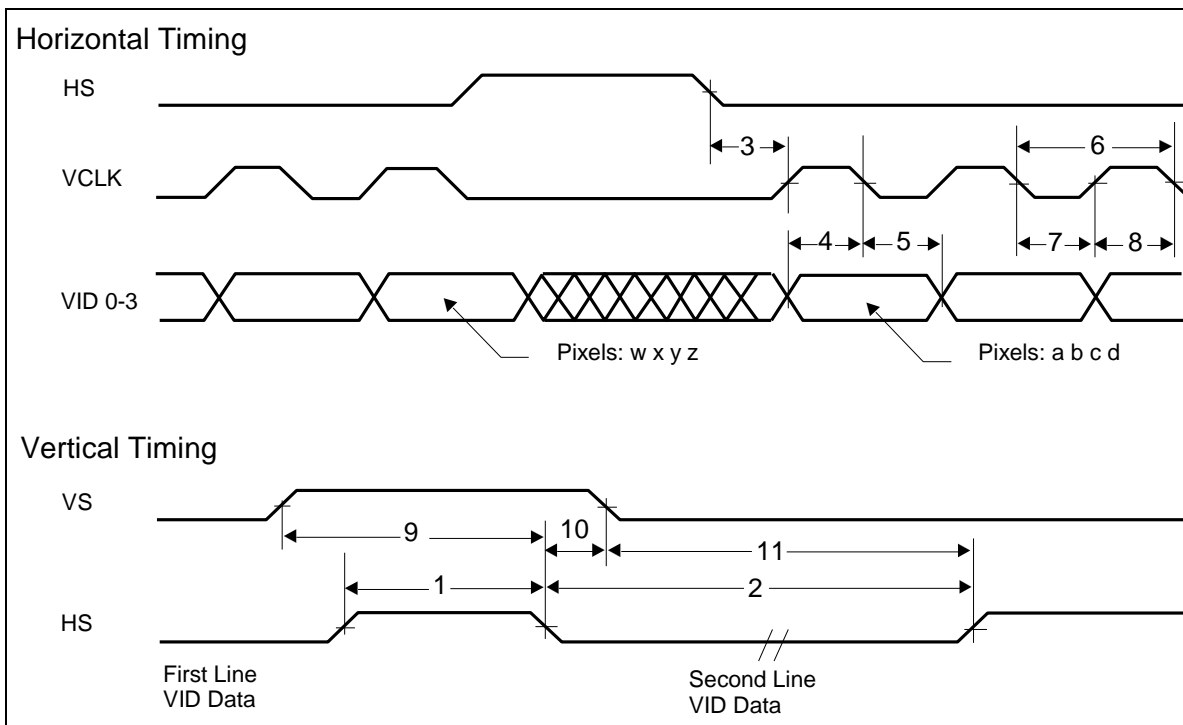 Horizontal Timing
HS
3
6
VCLK
4
5
7
8
VID 0-3
Pixels: w x y z
Pixels: a b c d
Vertical Timing
VS
9
10
11
1
2
HS
First Line
VID Data
Second Line
VID Data